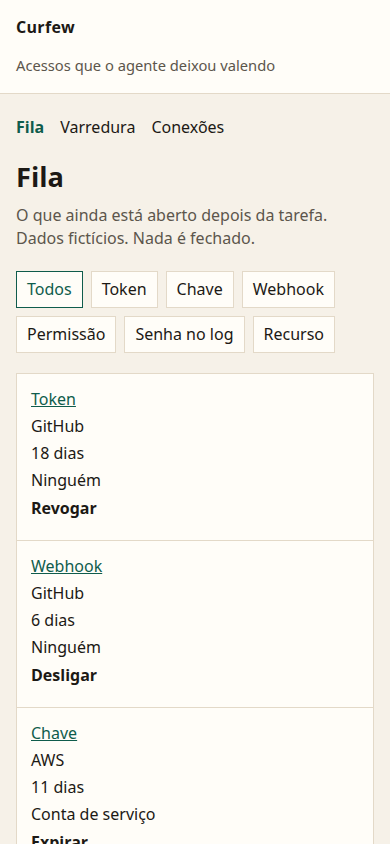 Curfew
Acessos que o agente deixou valendo
Fila Varredura Conexões
Fila
O que ainda está aberto depois da tarefa.
Dados fictícios. Nada é fechado.
Todos Token Chave Webhook
Permissão Senha no log Recurso
Token
GitHub
18 dias
Ninguém
Revogar
Webhook
GitHub
6 dias
Ninguém
Desligar
Chave
AWS
11 dias
Conta de serviço
Expirar